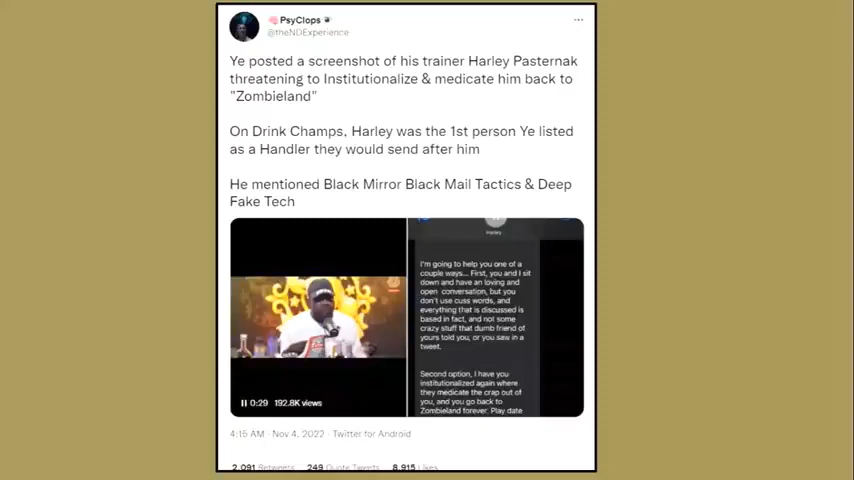 PsyClops
@theNDExperience
Ye posted a screenshot of his trainer Harley Pasternak
threatening to Institutionalize & medicate him back to
"Zombieland"
On Drink Champs, Harley was the 1st person Ye listed
as a Handler they would send after him
He mentioned Black Mirror Black Mail Tactics & Deep
Fake Tech
Harley
I'm going to help you one of a
couple ways... First, you and I sit
down and have an loving and
open conversation, but you
don't use cuss words, and
everything that is discussed is
based in fact, and not some
crazy stuff that dumb friend of
yours told you, or you saw in a
tweet.
Second option, I have you
institutionalized again where
they medicate the crap out of
you, and you go back to
Zombieland forever. Play date
0:29 192.8K views
4:15 AM · Nov 4, 2022 · Twitter for Android
2,091 Retweets 249 Quote Tweets 8,915 Likes